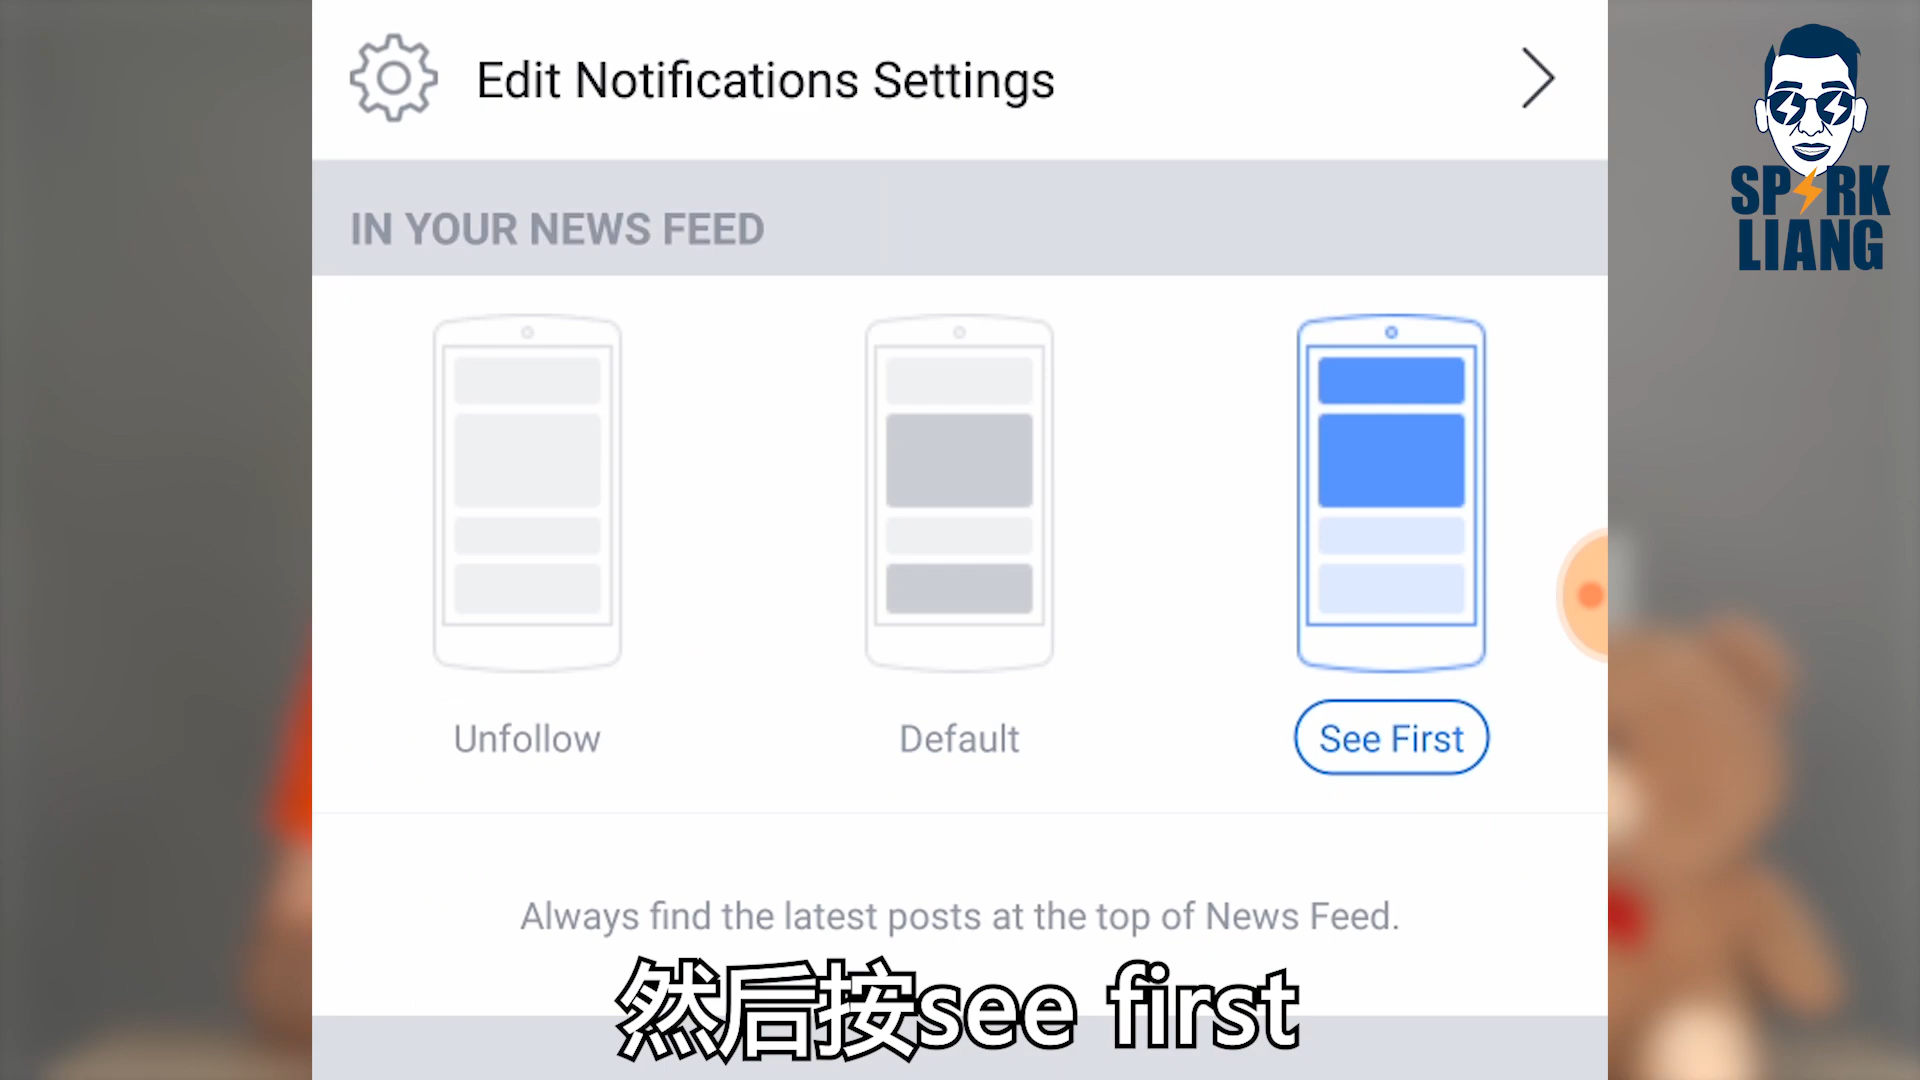 Edit Notifications Settings
SPARK
LIANG
IN YOUR NEWS FEED
Unfollow
Default
See First
Always find the latest posts at the top of News Feed.
然后按see first